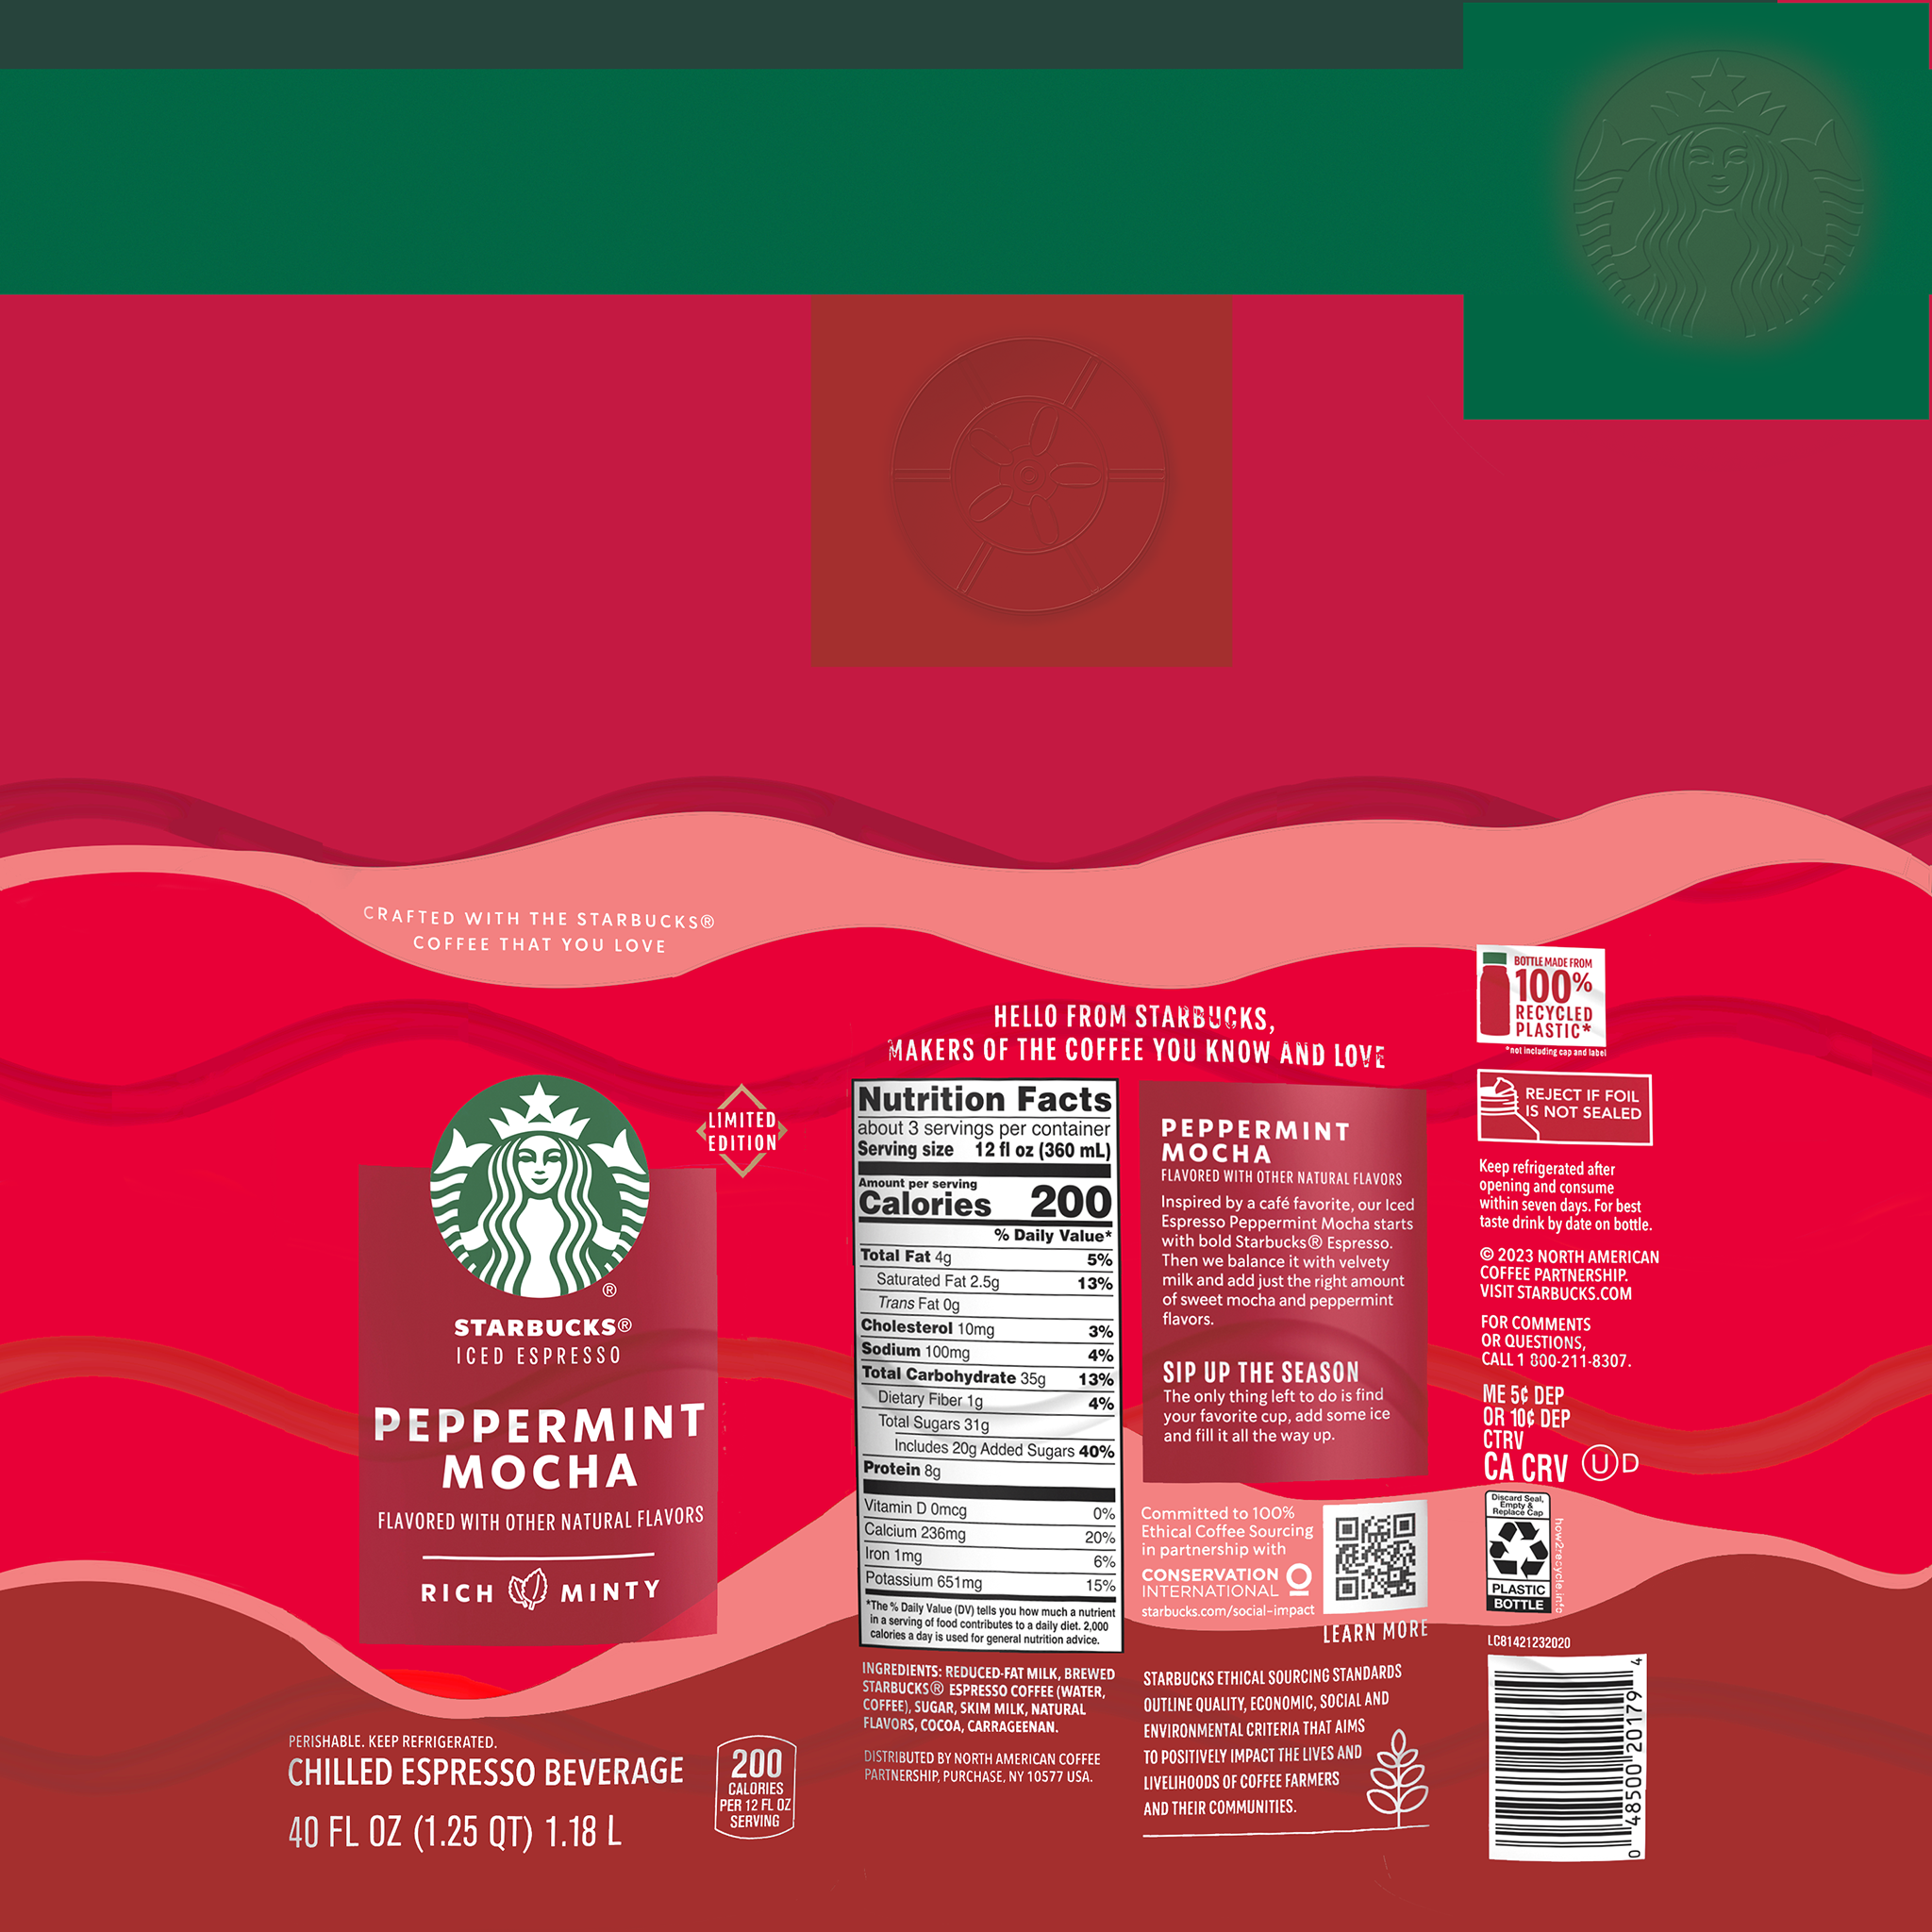 CRAFTED WITH THE STARBUCKS®
COFFEE THAT YOU LOVE
LIMITED
EDITION
®
STARBUCKS®
ICED ESPRESSO
PEPPERMINT
MOCHA
FLAVORED WITH OTHER NATURAL FLAVORS
RICH MINTY
PERISHABLE. KEEP REFRIGERATED.
CHILLED ESPRESSO BEVERAGE
40 FL OZ (1.25 QT) 1.18 L
200
CALORIES
PER 12 FL OZ
SERVING
HELLO FROM STARBUCKS,
MAKERS OF THE COFFEE YOU KNOW AND LOVE
Nutrition Facts
about 3 servings per container
Serving size 12 fl oz (360 mL)
Amount per serving
Calories 200
% Daily Value*
Total Fat 4g 5%
Saturated Fat 2.5g 13%
Trans Fat 0g
Cholesterol 10mg 3%
Sodium 100mg 4%
Total Carbohydrate 35g 13%
Dietary Fiber 1g 4%
Total Sugars 31g
Includes 20g Added Sugars 40%
Protein 8g
Vitamin D 0mcg 0%
Calcium 236mg 20%
Iron 1mg 6%
Potassium 651mg 15%
*The % Daily Value (DV) tells you how much a nutrient
in a serving of food contributes to a daily diet. 2,000
calories a day is used for general nutrition advice.
INGREDIENTS: REDUCED-FAT MILK, BREWED
STARBUCKS® ESPRESSO COFFEE (WATER,
COFFEE), SUGAR, SKIM MILK, NATURAL
FLAVORS, COCOA, CARRAGEENAN.
DISTRIBUTED BY NORTH AMERICAN COFFEE
PARTNERSHIP, PURCHASE, NY 10577 USA.
PEPPERMINT
MOCHA
FLAVORED WITH OTHER NATURAL FLAVORS
Inspired by a café favorite, our Iced
Espresso Peppermint Mocha starts
with bold Starbucks® Espresso.
Then we balance it with velvety
milk and add just the right amount
of sweet mocha and peppermint
flavors.
SIP UP THE SEASON
The only thing left to do is find
your favorite cup, add some ice
and fill it all the way up.
Committed to 100%
Ethical Coffee Sourcing
in partnership with
CONSERVATION
INTERNATIONAL
starbucks.com/social-impact
LEARN MORE
STARBUCKS ETHICAL SOURCING STANDARDS
OUTLINE QUALITY, ECONOMIC, SOCIAL AND
ENVIRONMENTAL CRITERIA THAT AIMS
TO POSITIVELY IMPACT THE LIVES AND
LIVELIHOODS OF COFFEE FARMERS
AND THEIR COMMUNITIES.
BOTTLE MADE FROM
100%
RECYCLED
PLASTIC*
*not including cap and label
REJECT IF FOIL
IS NOT SEALED
Keep refrigerated after
opening and consume
within seven days. For best
taste drink by date on bottle.
© 2023 NORTH AMERICAN
COFFEE PARTNERSHIP.
VISIT STARBUCKS.COM
FOR COMMENTS
OR QUESTIONS,
CALL 1 800-211-8307.
ME 5¢ DEP
OR 10¢ DEP
CTRV
CA CRV U D
Discard Seal,
Empty &
Replace Cap
PLASTIC
BOTTLE
how2recycle.info
LC81421232020
0 48500 20179 4